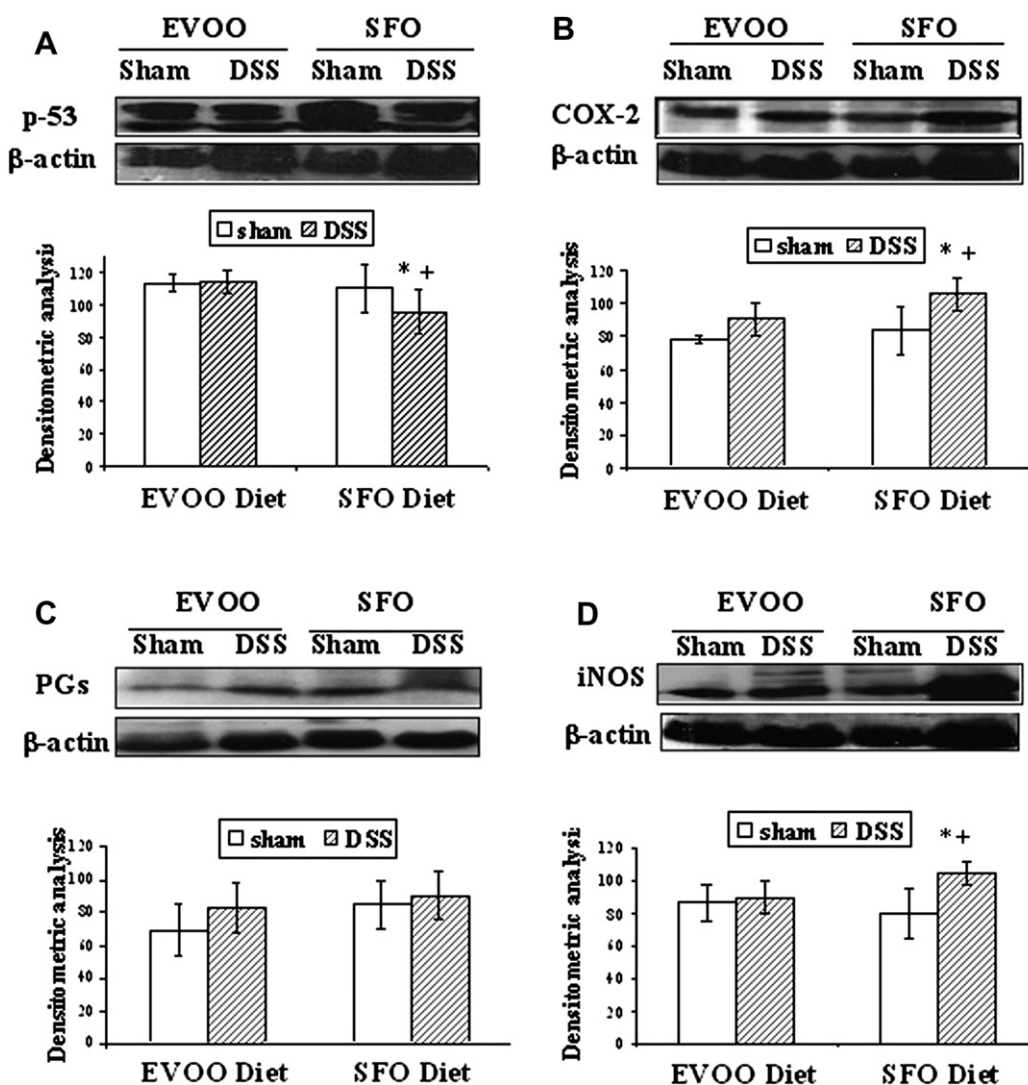 A
EVOO SFO
Sham DSS Sham DSS
p-53
β-actin
sham DSS
Densitometric analysis
120
100
80
60
40
20
0
* +
EVOO Diet SFO Diet
B
EVOO SFO
Sham DSS Sham DSS
COX-2
β-actin
sham DSS
Densitometric analysis
120
100
80
60
40
20
0
* +
EVOO Diet SFO Diet
C
EVOO SFO
Sham DSS Sham DSS
PGs
β-actin
sham DSS
Densitometric analysis
120
100
80
60
40
20
0
EVOO Diet SFO Diet
D
EVOO SFO
Sham DSS Sham DSS
iNOS
β-actin
sham DSS
Densitometric analysis
120
100
80
60
40
20
0
* +
EVOO Diet SFO Diet